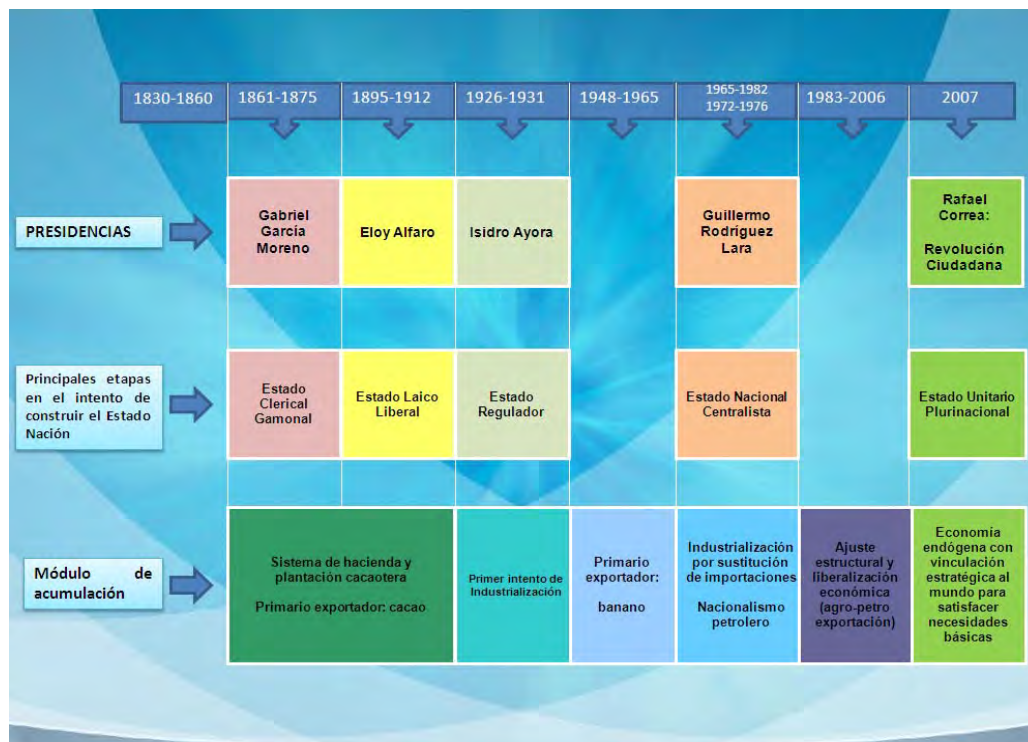 1830-1860
1861-1875
1895-1912
1926-1931
1948-1965
1965-1982
1972-1976
1983-2006
2007
PRESIDENCIAS
Gabriel
García
Moreno
Eloy Alfaro
Isidro Ayora
Guillermo
Rodríguez
Lara
Rafael
Correa:
Revolución
Ciudadana
Principales etapas
en el intento de
construir el Estado
Nación
Estado
Clerical
Gamonal
Estado Laico
Liberal
Estado
Regulador
Estado Nacional
Centralista
Estado Unitario
Plurinacional
Módulo de
acumulación
Sistema de hacienda y
plantación cacaotera
Primario exportador: cacao
Primer intento de
Industrialización
Primario
exportador:
banano
Industrialización
por sustitución
de importaciones
Nacionalismo
petrolero
Ajuste
estructural y
liberalización
económica
(agro-petro
exportación)
Economía
endógena con
vinculación
estratégica al
mundo para
satisfacer
necesidades
básicas